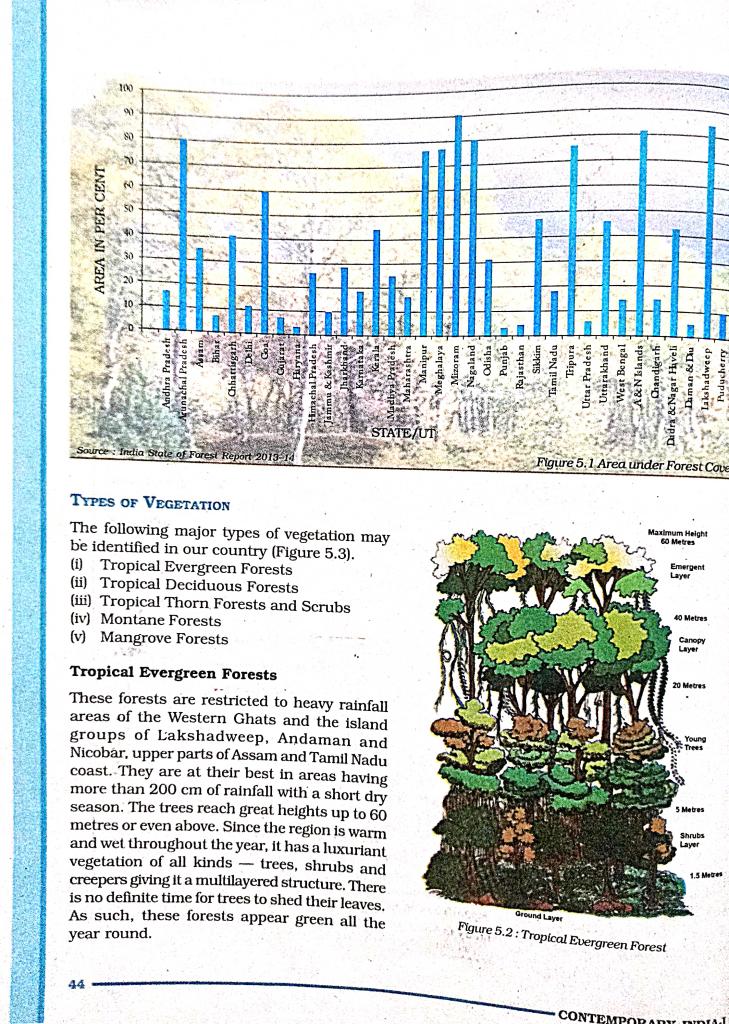 100
90
80
70
60
50
40
30
20
10
0
AREA IN PER CENT
Andhra Pradesh
Arunachal Pradesh
Assam
Bihar
Chhattisgarh
Delhi
Goa
Gujarat
Haryana
Himachal Pradesh
Jammu & Kashmir
Jharkhand
Karnataka
Kerala
Madhya Pradesh
Maharashtra
Manipur
Meghalaya
Mizoram
Nagaland
Odisha
Punjab
Rajasthan
Sikkim
Tamil Nadu
Tripura
Uttar Pradesh
Uttarakhand
West Bengal
A & N Islands
Chandigarh
Dadra & Nagar Haveli
Daman & Diu
Lakshadweep
Puducherry
STATE/UT
Source : India State of Forest Report 2013-14
Figure 5.1 Area under Forest Cove
TYPES OF VEGETATION
The following major types of vegetation may
be identified in our country (Figure 5.3).
(i) Tropical Evergreen Forests
(ii) Tropical Deciduous Forests
(iii) Tropical Thorn Forests and Scrubs
(iv) Montane Forests
(v) Mangrove Forests
Tropical Evergreen Forests
These forests are restricted to heavy rainfall
areas of the Western Ghats and the island
groups of Lakshadweep, Andaman and
Nicobar, upper parts of Assam and Tamil Nadu
coast. They are at their best in areas having
more than 200 cm of rainfall with a short dry
season. The trees reach great heights up to 60
metres or even above. Since the region is warm
and wet throughout the year, it has a luxuriant
vegetation of all kinds — trees, shrubs and
creepers giving it a multilayered structure. There
is no definite time for trees to shed their leaves.
As such, these forests appear green all the
year round.
Maximum Height
60 Metres
Emergent
Layer
40 Metres
Canopy
Layer
20 Metres
Young
Trees
5 Metres
Shrubs
Layer
1.5 Metres
Ground Layer
Figure 5.2 : Tropical Evergreen Forest
44
CONTEMPORARY INDIA-I